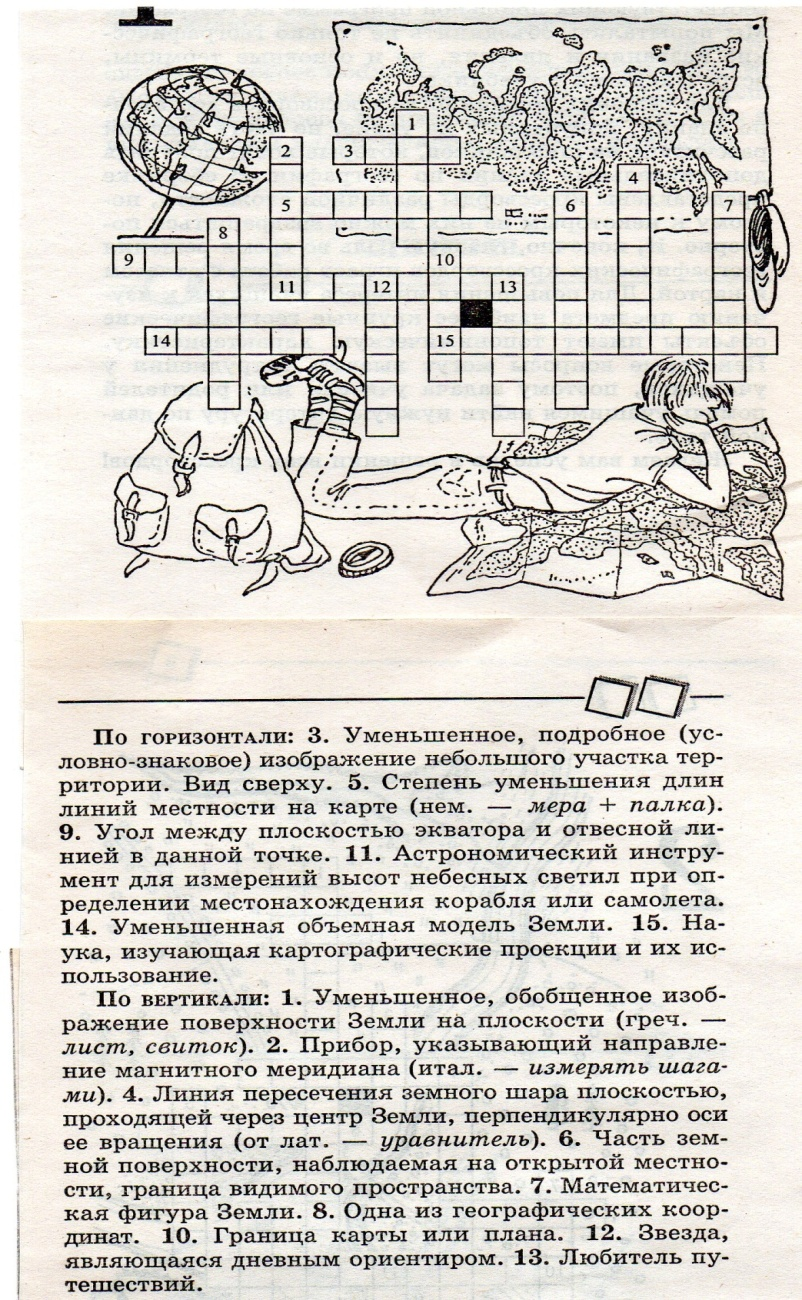 1
2 3
4
5 6 7
8
9 10
11 12 13
14 15
По горизонтали: 3. Уменьшенное, подробное (ус-
ловно-знаковое) изображение небольшого участка тер-
ритории. Вид сверху. 5. Степень уменьшения длин
линий местности на карте (нем. — мера + палка).
9. Угол между плоскостью экватора и отвесной ли-
нией в данной точке. 11. Астрономический инстру-
мент для измерений высот небесных светил при оп-
ределении местонахождения корабля или самолета.
14. Уменьшенная объемная модель Земли. 15. На-
ука, изучающая картографические проекции и их ис-
пользование.
По вертикали: 1. Уменьшенное, обобщенное изоб-
ражение поверхности Земли на плоскости (греч. —
лист, свиток). 2. Прибор, указывающий направле-
ние магнитного меридиана (итал. — измерять шага-
ми). 4. Линия пересечения земного шара плоскостью,
проходящей через центр Земли, перпендикулярно оси
ее вращения (от лат. — уравнитель). 6. Часть зем-
ной поверхности, наблюдаемая на открытой местно-
сти, граница видимого пространства. 7. Математичес-
кая фигура Земли. 8. Одна из географических коор-
динат. 10. Граница карты или плана. 12. Звезда,
являющаяся дневным ориентиром. 13. Любитель пу-
тешествий.